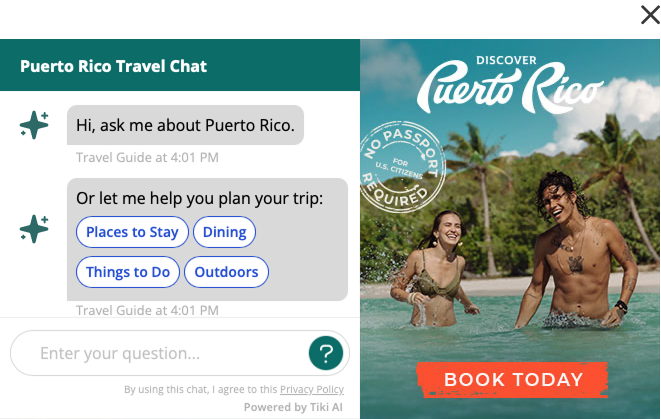 Puerto Rico Travel Chat
Hi, ask me about Puerto Rico.
Travel Guide at 4:01 PM
Or let me help you plan your trip:
Places to Stay
Dining
Things to Do
Outdoors
Travel Guide at 4:01 PM
Enter your question...
?
By using this chat, I agree to this Privacy Policy
Powered by Tiki AI
DISCOVER
Puerto Rico
NO PASSPORT
FOR
U.S. CITIZENS
REQUIRED
BOOK TODAY